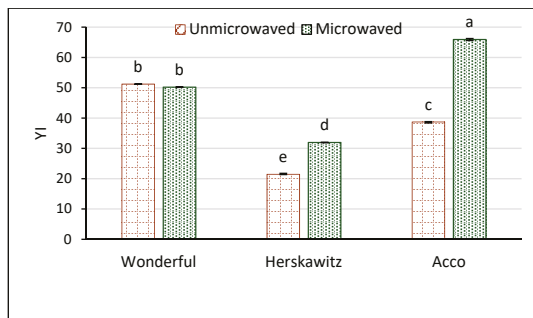 70
Unmicrowaved Microwaved
a
60
b b
50
c
40
d
30
e
20
10
0
YI
Wonderful Herskawitz Acco